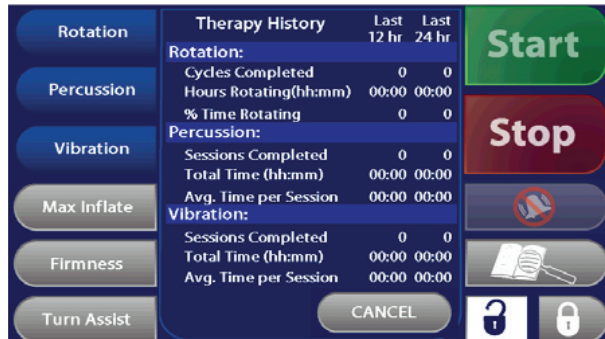 Rotation
Percussion
Vibration
Max Inflate
Firmness
Turn Assist
Therapy History Last Last
12 hr 24 hr
Rotation:
Cycles Completed 0 0
Hours Rotating(hh:mm) 00:00 00:00
% Time Rotating 0 0
Percussion:
Sessions Completed 0 0
Total Time (hh:mm) 00:00 00:00
Avg. Time per Session 00:00 00:00
Vibration:
Sessions Completed 0 0
Total Time (hh:mm) 00:00 00:00
Avg. Time per Session 00:00 00:00
CANCEL
Start
Stop